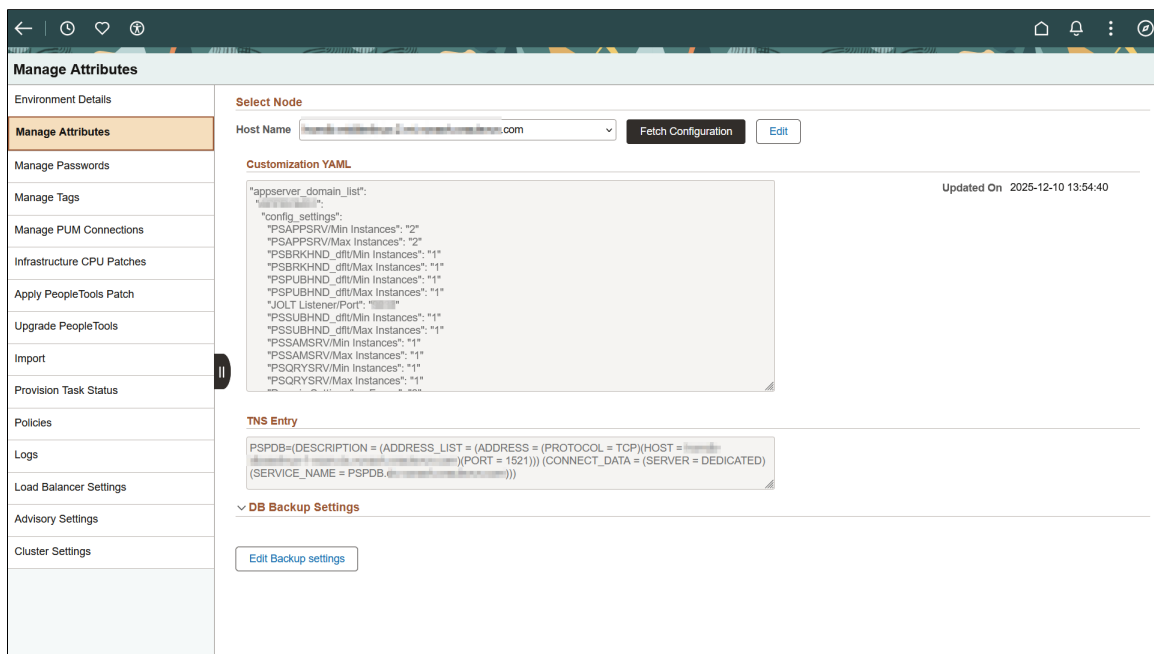 Manage Attributes
Environment Details
Manage Attributes
Manage Passwords
Manage Tags
Manage PUM Connections
Infrastructure CPU Patches
Apply PeopleTools Patch
Upgrade PeopleTools
Import
Provision Task Status
Policies
Logs
Load Balancer Settings
Advisory Settings
Cluster Settings
Select Node
Host Name .com Fetch Configuration Edit
Customization YAML
"appserver_domain_list":
" ":
"config_settings":
"PSAPPSRV/Min Instances": "2"
"PSAPPSRV/Max Instances": "2"
"PSBRKHND_dflt/Min Instances": "1"
"PSBRKHND_dflt/Max Instances": "1"
"PSPUBHND_dflt/Min Instances": "1"
"PSPUBHND_dflt/Max Instances": "1"
"JOLT Listener/Port": " "
"PSSUBHND_dflt/Min Instances": "1"
"PSSUBHND_dflt/Max Instances": "1"
"PSSAMSRV/Min Instances": "1"
"PSSAMSRV/Max Instances": "1"
"PSQRYSRV/Min Instances": "1"
"PSQRYSRV/Max Instances": "1"
Updated On 2025-12-10 13:54:40
TNS Entry
PSPDB=(DESCRIPTION = (ADDRESS_LIST = (ADDRESS = (PROTOCOL = TCP)(HOST =
)(PORT = 1521))) (CONNECT_DATA = (SERVER = DEDICATED)
(SERVICE_NAME = PSPDB. )))
DB Backup Settings
Edit Backup settings